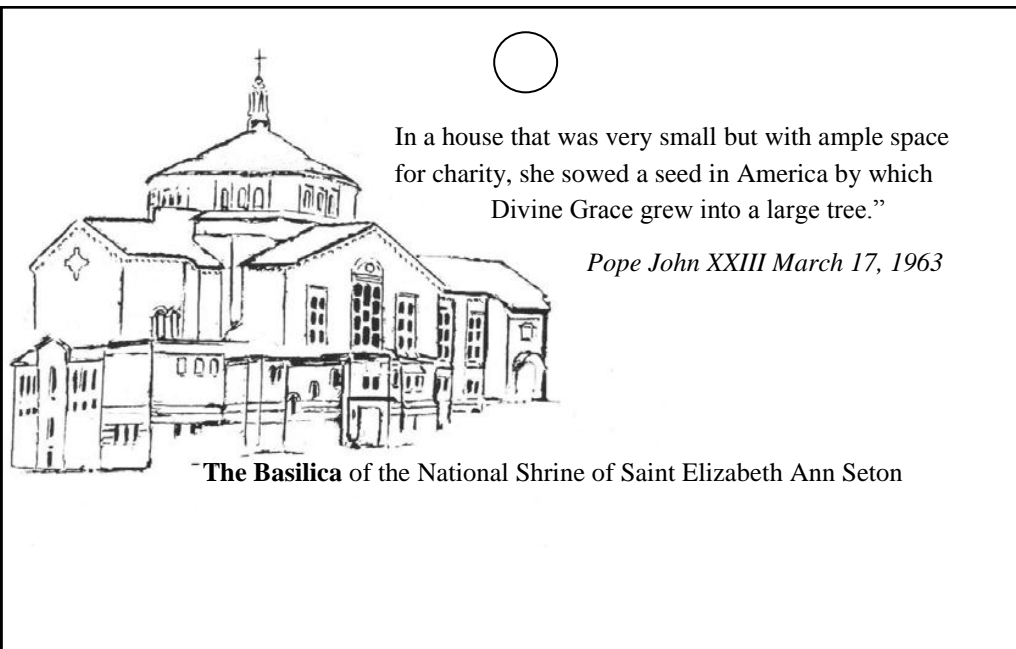 In a house that was very small but with ample space
for charity, she sowed a seed in America by which
Divine Grace grew into a large tree.”
Pope John XXIII March 17, 1963
The Basilica of the National Shrine of Saint Elizabeth Ann Seton